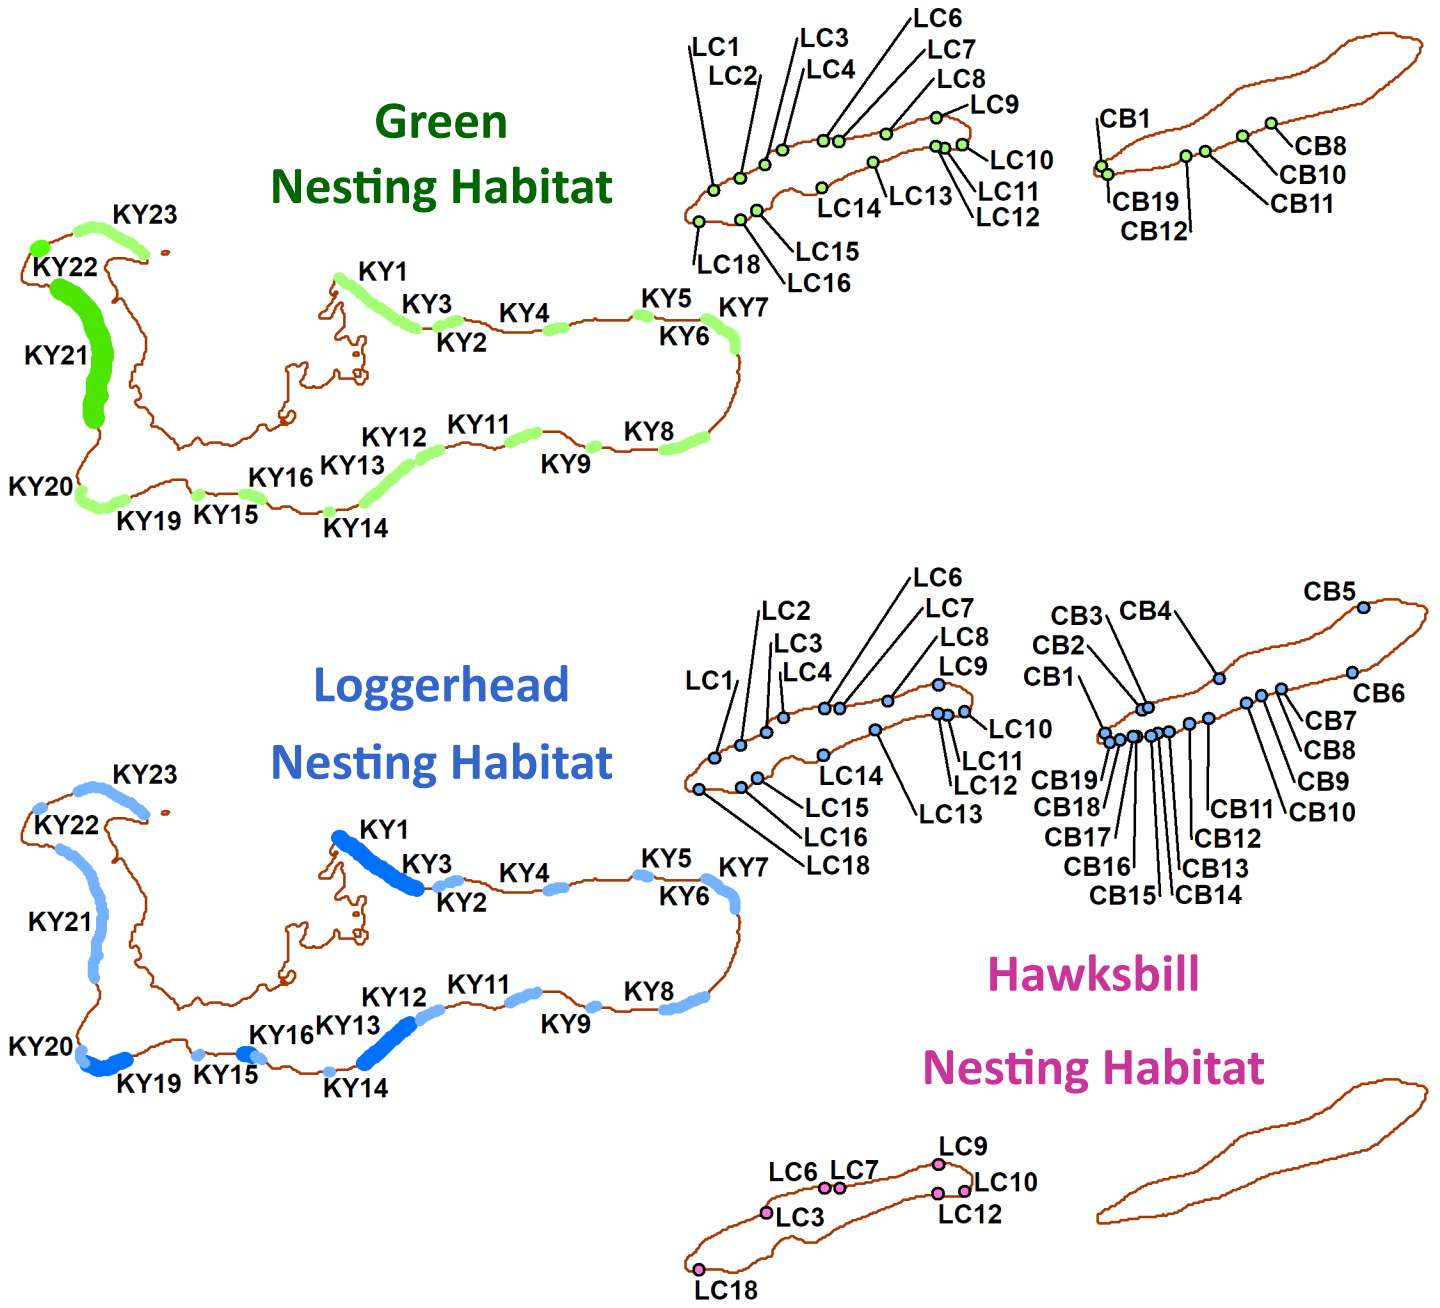 Green
Nesting Habitat
LC1
LC2
LC3
LC4
LC6
LC7
LC8
LC9
LC10
LC11
LC12
LC13
LC14
LC15
LC16
LC18
CB1
CB8
CB10
CB11
CB19
CB12
KY23
KY22
KY21
KY20
KY19
KY15
KY16
KY14
KY13
KY12
KY11
KY9
KY8
KY1
KY3
KY2
KY4
KY5
KY6
KY7
Loggerhead
Nesting Habitat
LC1
LC2
LC3
LC4
LC6
LC7
LC8
LC9
LC10
LC11
LC12
LC13
LC14
LC15
LC16
LC18
CB1
CB2
CB3
CB4
CB5
CB6
CB7
CB8
CB9
CB10
CB11
CB12
CB13
CB14
CB15
CB16
CB17
CB18
CB19
KY23
KY22
KY21
KY20
KY19
KY15
KY16
KY14
KY13
KY12
KY11
KY9
KY8
KY1
KY3
KY2
KY4
KY5
KY6
KY7
Hawksbill
Nesting Habitat
LC9
LC6
LC7
LC10
LC3
LC12
LC18